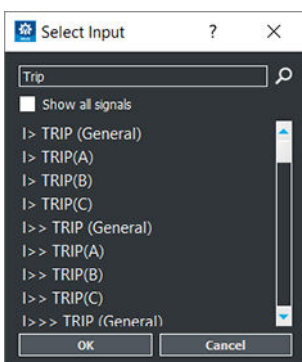 Select Input ? ×
Trip
Show all signals
I> TRIP (General)
I> TRIP(A)
I> TRIP(B)
I> TRIP(C)
I>> TRIP (General)
I>> TRIP(A)
I>> TRIP(B)
I>> TRIP(C)
I>>> TRIP (General)
OK Cancel